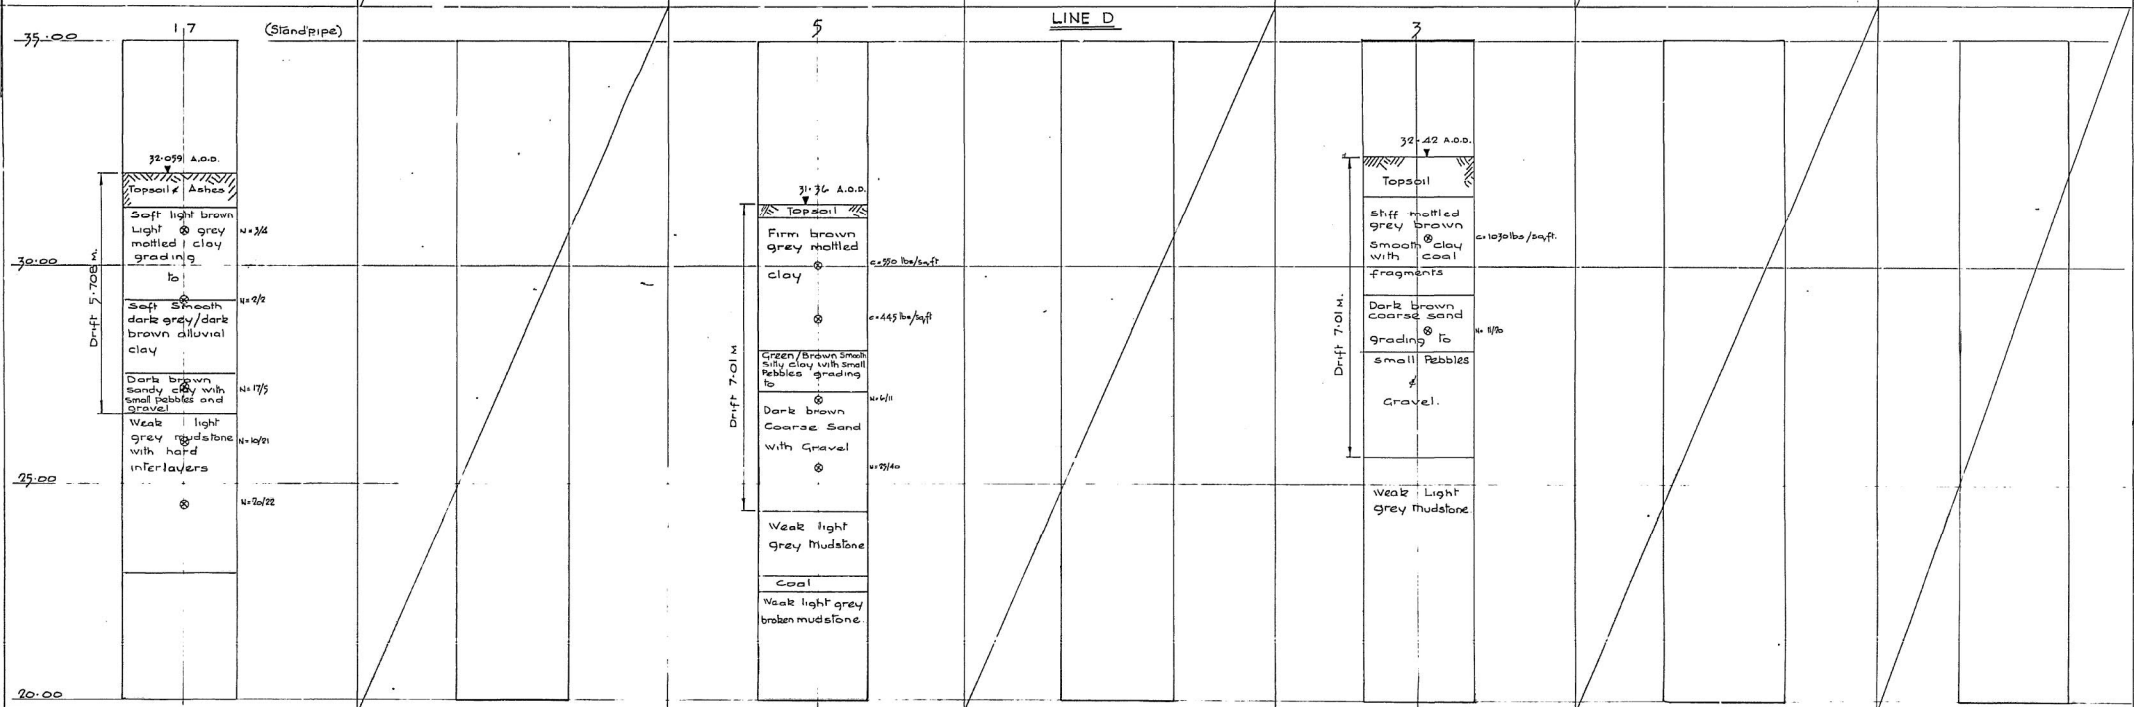 LINE D
35.00
30.00
25.00
20.00
17
(Standpipe)
32.059 A.O.D.
Topsoil & Ashes
Soft light brown
Light grey
mottled clay
grading
to
Soft Smooth
dark grey/dark
brown alluvial
clay
Dark brown
Sandy clay with
small pebbles and
gravel
Weak light
grey mudstone
with hard
interlayers
N=3/4
N=2/2
N=17/5
N=10/21
N=20/22
Drift 5.708 M.
5
31.36 A.O.D.
Topsoil
Firm brown
grey mottled
clay
Green/Brown Smooth
Silty clay with small
Pebbles grading
to
Dark brown
Coarse Sand
with Gravel
Weak light
grey Mudstone
Coal
Weak light grey
broken mudstone.
c=550 lbs/sq.ft
c=445 lbs/sq.ft
N=6/11
N=25/40
Drift 7.01 M
3
32.42 A.O.D.
Topsoil
Stiff mottled
grey brown
Smooth clay
with coal
fragments
Dark brown
coarse sand
grading to
small Pebbles
&
Gravel.
Weak Light
grey mudstone
c=1030 lbs/sq.ft.
N=11/20
Drift 7.01 M.